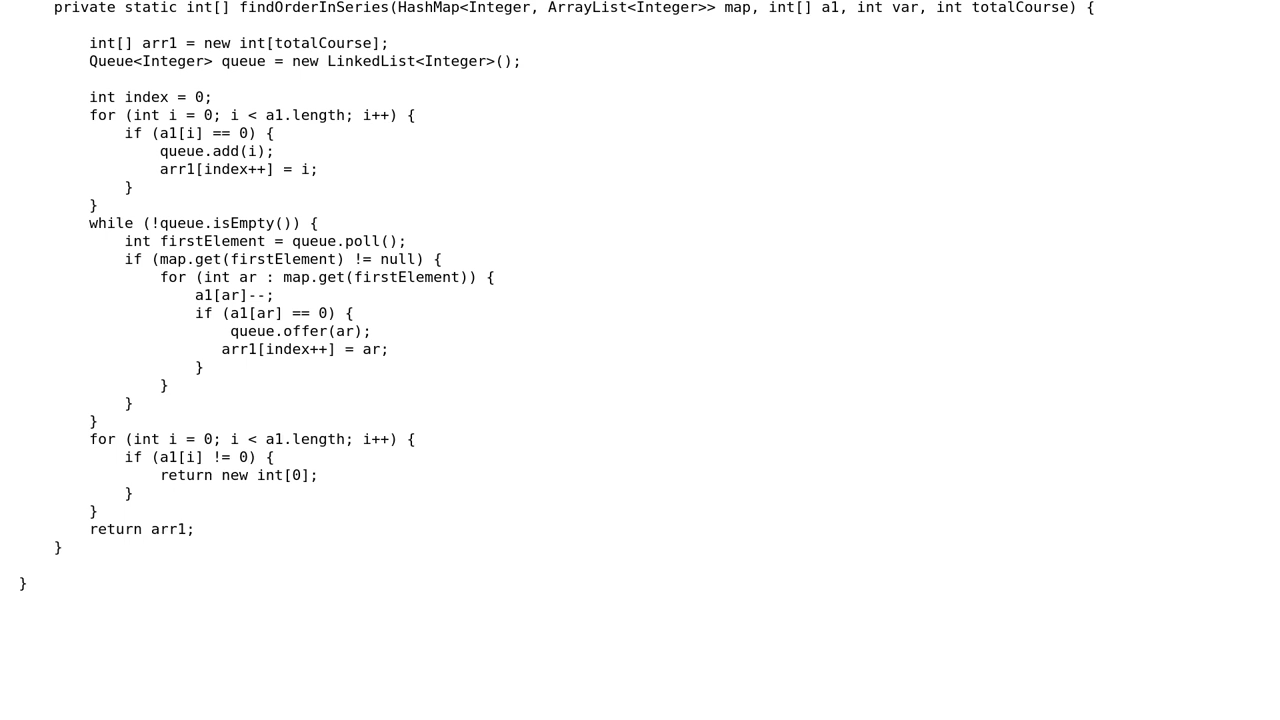 private static int[] findOrderInSeries(HashMap<Integer, ArrayList<Integer>> map, int[] a1, int var, int totalCourse) {

        int[] arr1 = new int[totalCourse];
        Queue<Integer> queue = new LinkedList<Integer>();

        int index = 0;
        for (int i = 0; i < a1.length; i++) {
            if (a1[i] == 0) {
                queue.add(i);
                arr1[index++] = i;
            }
        }
        while (!queue.isEmpty()) {
            int firstElement = queue.poll();
            if (map.get(firstElement) != null) {
                for (int ar : map.get(firstElement)) {
                    a1[ar]--;
                    if (a1[ar] == 0) {
                        queue.offer(ar);
                       arr1[index++] = ar;
                    }
                }
            }
        }
        for (int i = 0; i < a1.length; i++) {
            if (a1[i] != 0) {
                return new int[0];
            }
        }
        return arr1;
    }

}